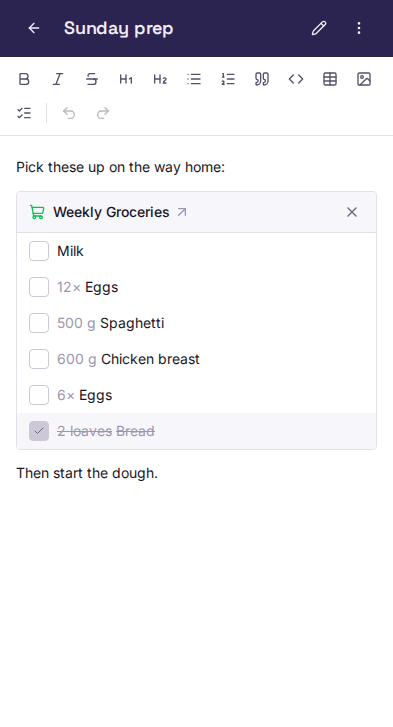 Sunday prep
B I S H1 H2
Pick these up on the way home:
Weekly Groceries
Milk
12× Eggs
500 g Spaghetti
600 g Chicken breast
6× Eggs
2 loaves Bread
Then start the dough.